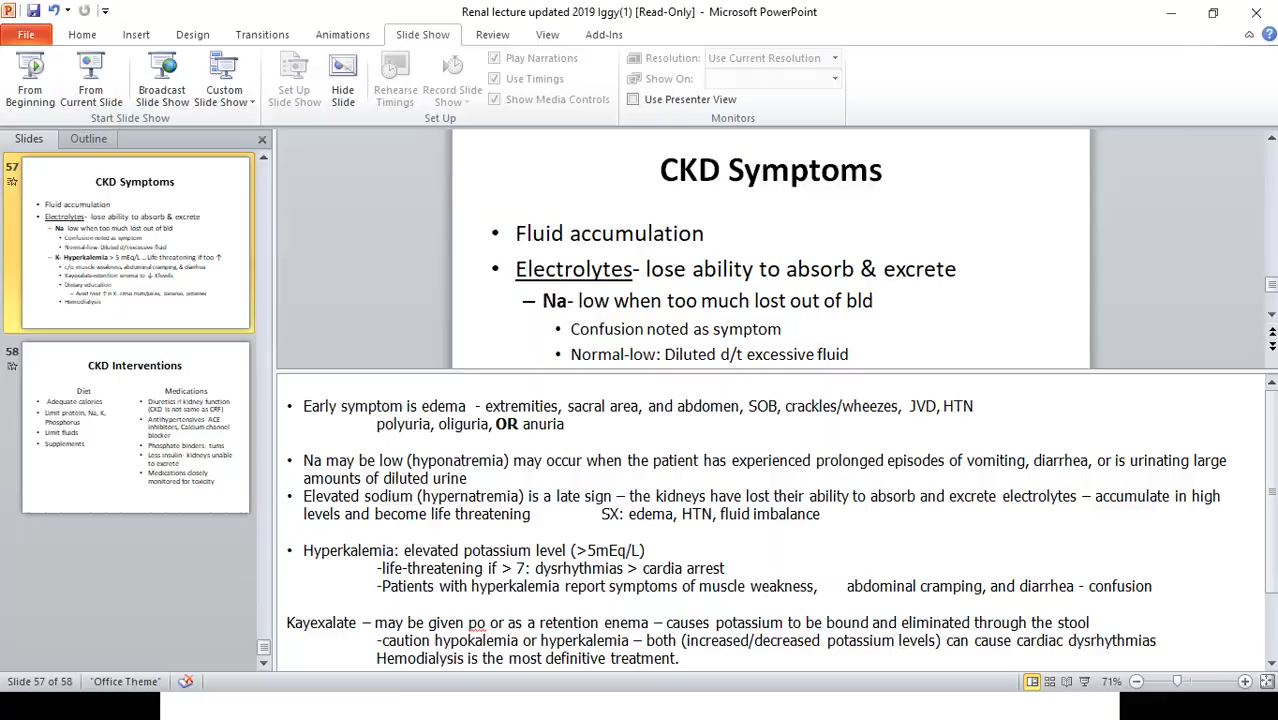 Renal lecture updated 2019 Iggy(1) [Read-Only] - Microsoft PowerPoint
File Home Insert Design Transitions Animations Slide Show Review View Add-Ins
From Beginning
From Current Slide
Broadcast Slide Show
Custom Slide Show
Set Up Slide Show
Hide Slide
Rehearse Timings
Record Slide Show
Play Narrations
Use Timings
Show Media Controls
Resolution: Use Current Resolution
Show On:
Use Presenter View
Start Slide Show
Set Up
Monitors
Slides Outline
57
CKD Symptoms
• Fluid accumulation
• Electrolytes- lose ability to absorb & excrete
– Na- low when too much lost out of bld
• Confusion noted as symptom
• Normal-low: Diluted d/t excessive fluid
– K- Hyperkalemia > 5 mEq/L .. Life threatening if too ↑
• c/o muscle weakness, abdominal cramping, & diarrhea
• Kayexalate-retention enema to ↓ K levels
• Dietary education
• Hemodialysis
58
CKD Interventions
Diet
• Adequate calories
• Limit protein, Na, K, Phosphorus
• Limit fluids
• Supplements
Medications
• Diuretics if kidney function (CKD is not same as CRF)
• Antihypertensives- ACE inhibitors, Calcium channel blocker
• Phosphate binders- tums
• Less insulin- kidneys unable to excrete
• Medications closely monitored for toxicity
CKD Symptoms
• Fluid accumulation
• Electrolytes- lose ability to absorb & excrete
– Na- low when too much lost out of bld
• Confusion noted as symptom
• Normal-low: Diluted d/t excessive fluid
• Early symptom is edema - extremities, sacral area, and abdomen, SOB, crackles/wheezes, JVD, HTN
polyuria, oliguria, OR anuria
• Na may be low (hyponatremia) may occur when the patient has experienced prolonged episodes of vomiting, diarrhea, or is urinating large
amounts of diluted urine
• Elevated sodium (hypernatremia) is a late sign – the kidneys have lost their ability to absorb and excrete electrolytes – accumulate in high
levels and become life threatening SX: edema, HTN, fluid imbalance
• Hyperkalemia: elevated potassium level (>5mEq/L)
-life-threatening if > 7: dysrhythmias > cardia arrest
-Patients with hyperkalemia report symptoms of muscle weakness, abdominal cramping, and diarrhea - confusion
Kayexalate – may be given po or as a retention enema – causes potassium to be bound and eliminated through the stool
-caution hypokalemia or hyperkalemia – both (increased/decreased potassium levels) can cause cardiac dysrhythmias
Hemodialysis is the most definitive treatment.
Slide 57 of 58 "Office Theme" 71%